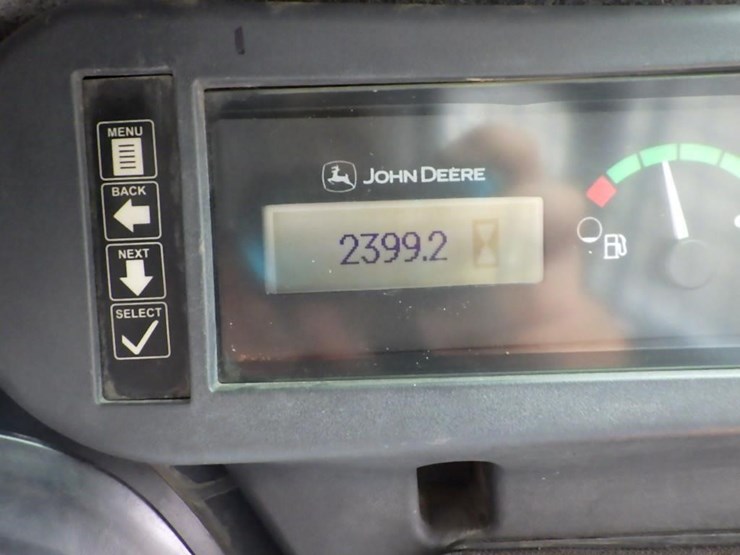 MENU
BACK
NEXT
SELECT
JOHN DEERE
2399.2